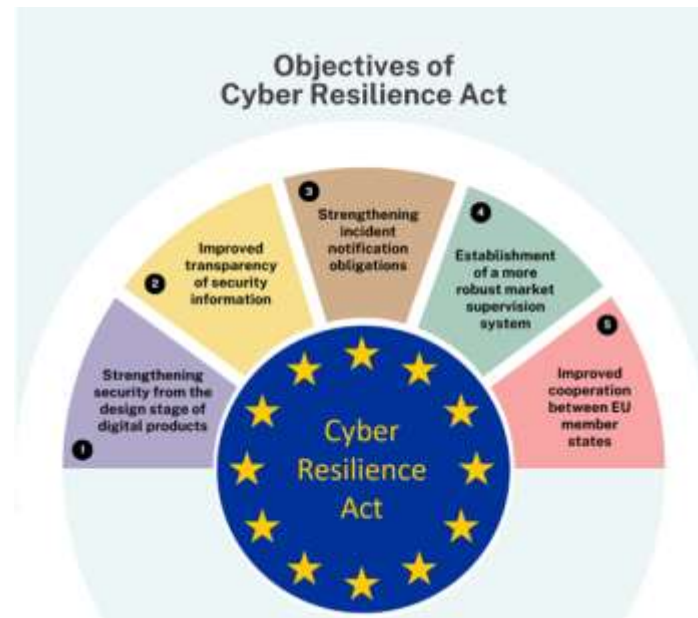 Objectives of
Cyber Resilience Act
1
Strengthening
security from the
design stage of
digital products
2
Improved
transparency
of security
information
3
Strengthening
incident
notification
obligations
4
Establishment
of a more
robust market
supervision
system
5
Improved
cooperation
between EU
member
states
Cyber
Resilience
Act